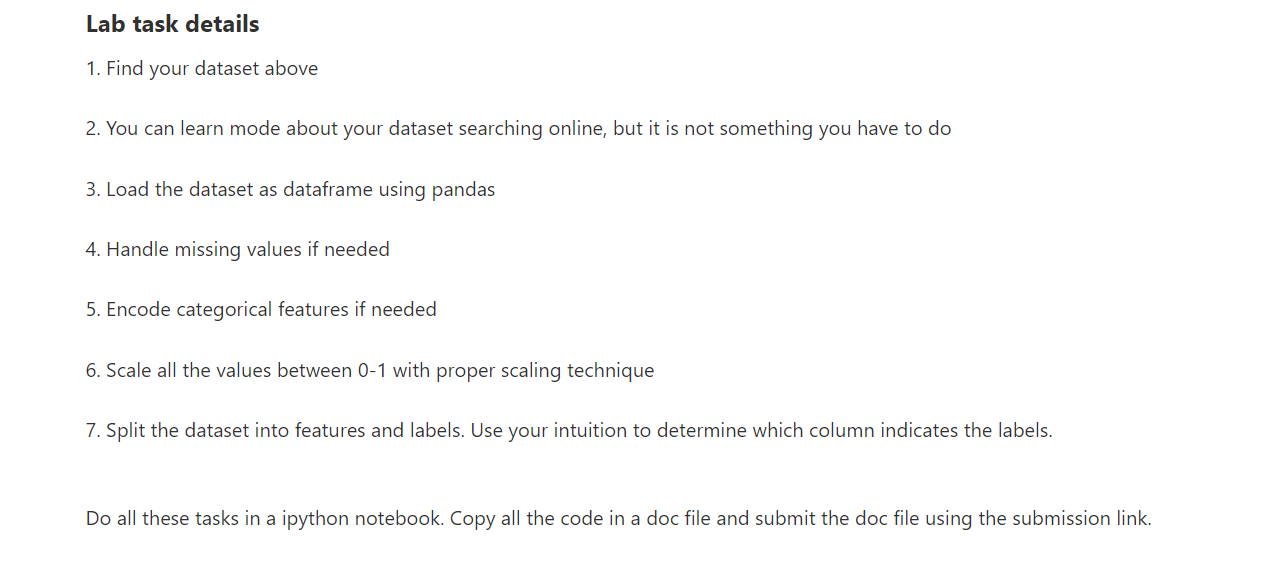 Lab task details
1. Find your dataset above
2. You can learn mode about your dataset searching online, but it is not something you have to do
3. Load the dataset as dataframe using pandas
4. Handle missing values if needed
5. Encode categorical features if needed
6. Scale all the values between 0-1 with proper scaling technique
7. Split the dataset into features and labels. Use your intuition to determine which column indicates the labels.
Do all these tasks in a ipython notebook. Copy all the code in a doc file and submit the doc file using the submission link.